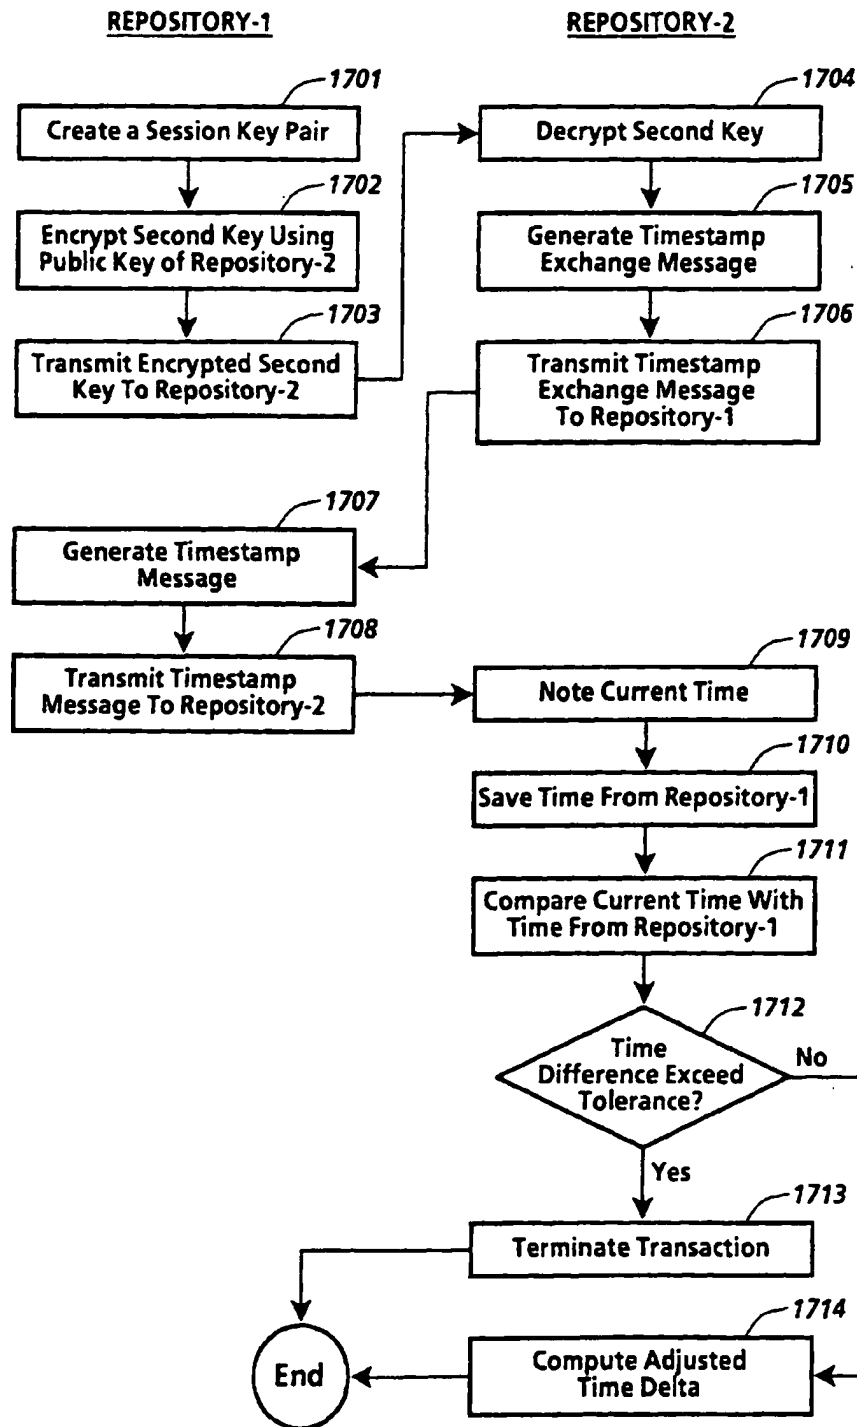 REPOSITORY-1
REPOSITORY-2
1701
Create a Session Key Pair
1702
Encrypt Second Key Using
Public Key of Repository-2
1703
Transmit Encrypted Second
Key To Repository-2
1704
Decrypt Second Key
1705
Generate Timestamp
Exchange Message
1706
Transmit Timestamp
Exchange Message
To Repository-1
1707
Generate Timestamp
Message
1708
Transmit Timestamp
Message To Repository-2
1709
Note Current Time
1710
Save Time From Repository-1
1711
Compare Current Time With
Time From Repository-1
1712
Time
Difference Exceed
Tolerance?
No
Yes
1713
Terminate Transaction
1714
Compute Adjusted
Time Delta
End